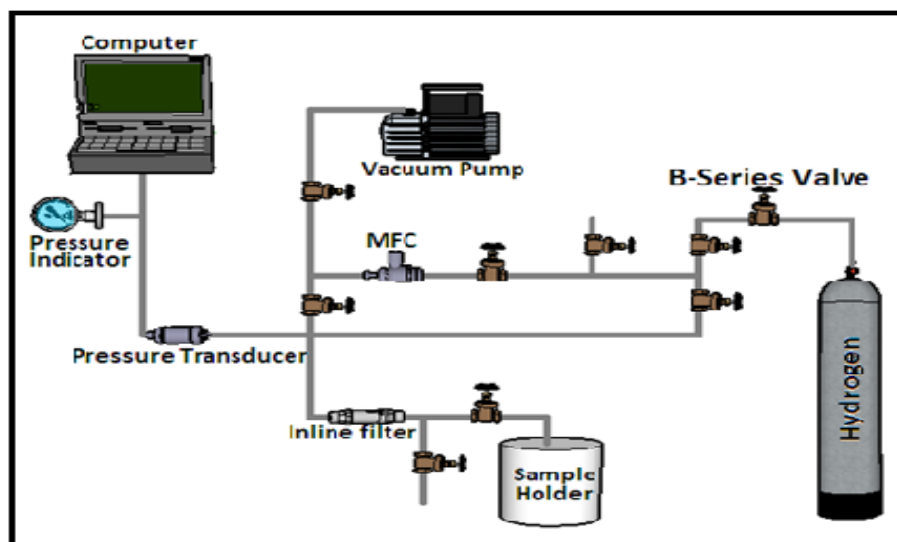 Computer
Vacuum Pump
B-Series Valve
Pressure
Indicator
MFC
Pressure Transducer
Inline filter
Sample
Holder
Hydrogen